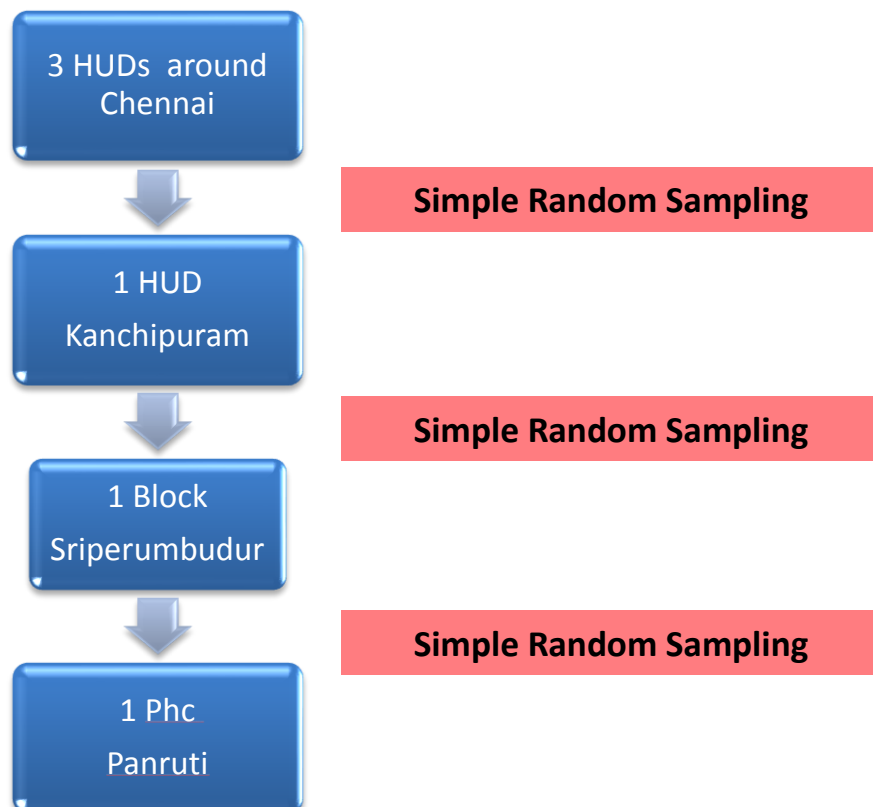 3 HUDs around
Chennai
Simple Random Sampling
1 HUD
Kanchipuram
Simple Random Sampling
1 Block
Sriperumbudur
Simple Random Sampling
1 Phc
Panruti